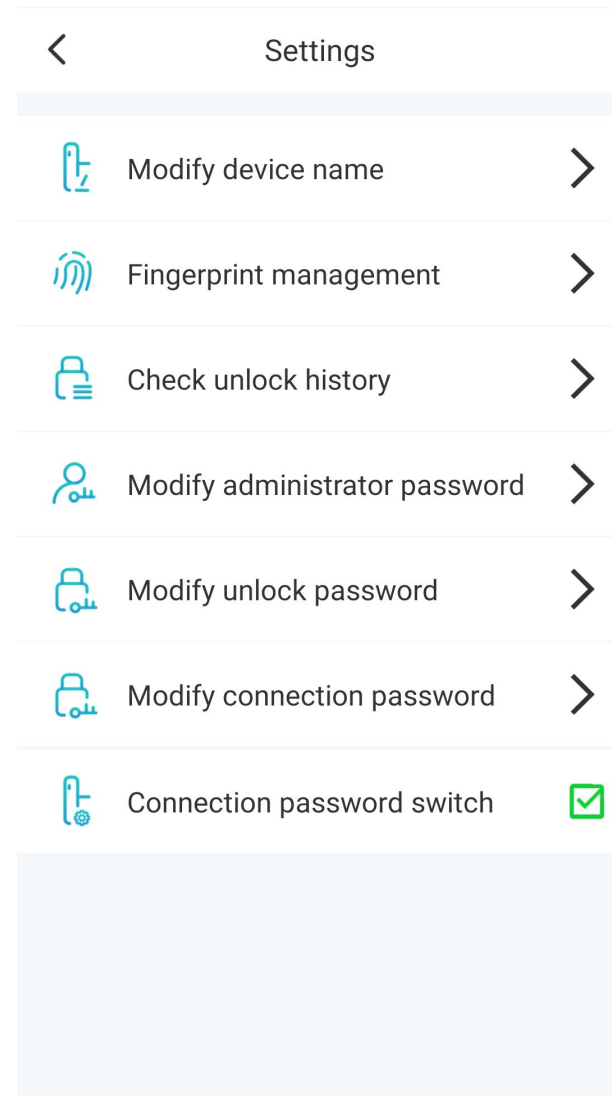 Settings
Modify device name
Fingerprint management
Check unlock history
Modify administrator password
Modify unlock password
Modify connection password
Connection password switch